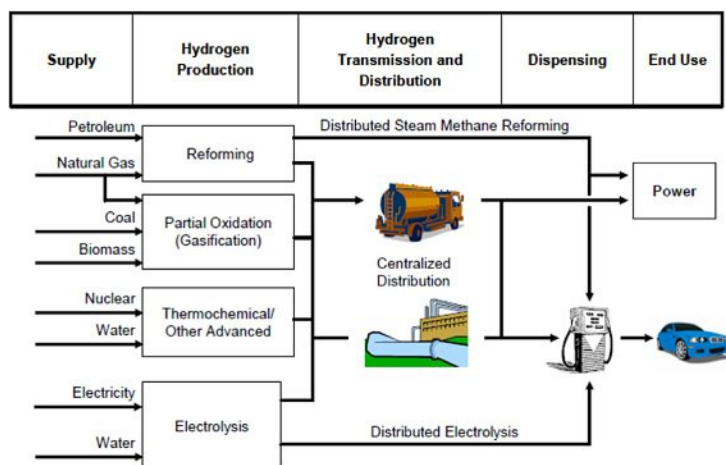 Supply
Hydrogen
Production
Hydrogen
Transmission and
Distribution
Dispensing
End Use
Petroleum
Natural Gas
Coal
Biomass
Nuclear
Water
Electricity
Water
Reforming
Partial Oxidation
(Gasification)
Thermochemical/
Other Advanced
Electrolysis
Distributed Steam Methane Reforming
Centralized
Distribution
Distributed Electrolysis
Power